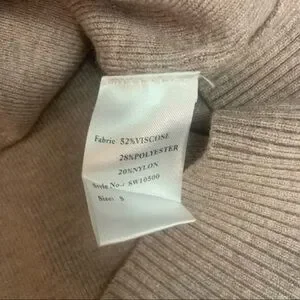 Fabric: 52%VISCOSE
28%POLYESTER
20%NYLON
Style No.: SW10500
Size: S